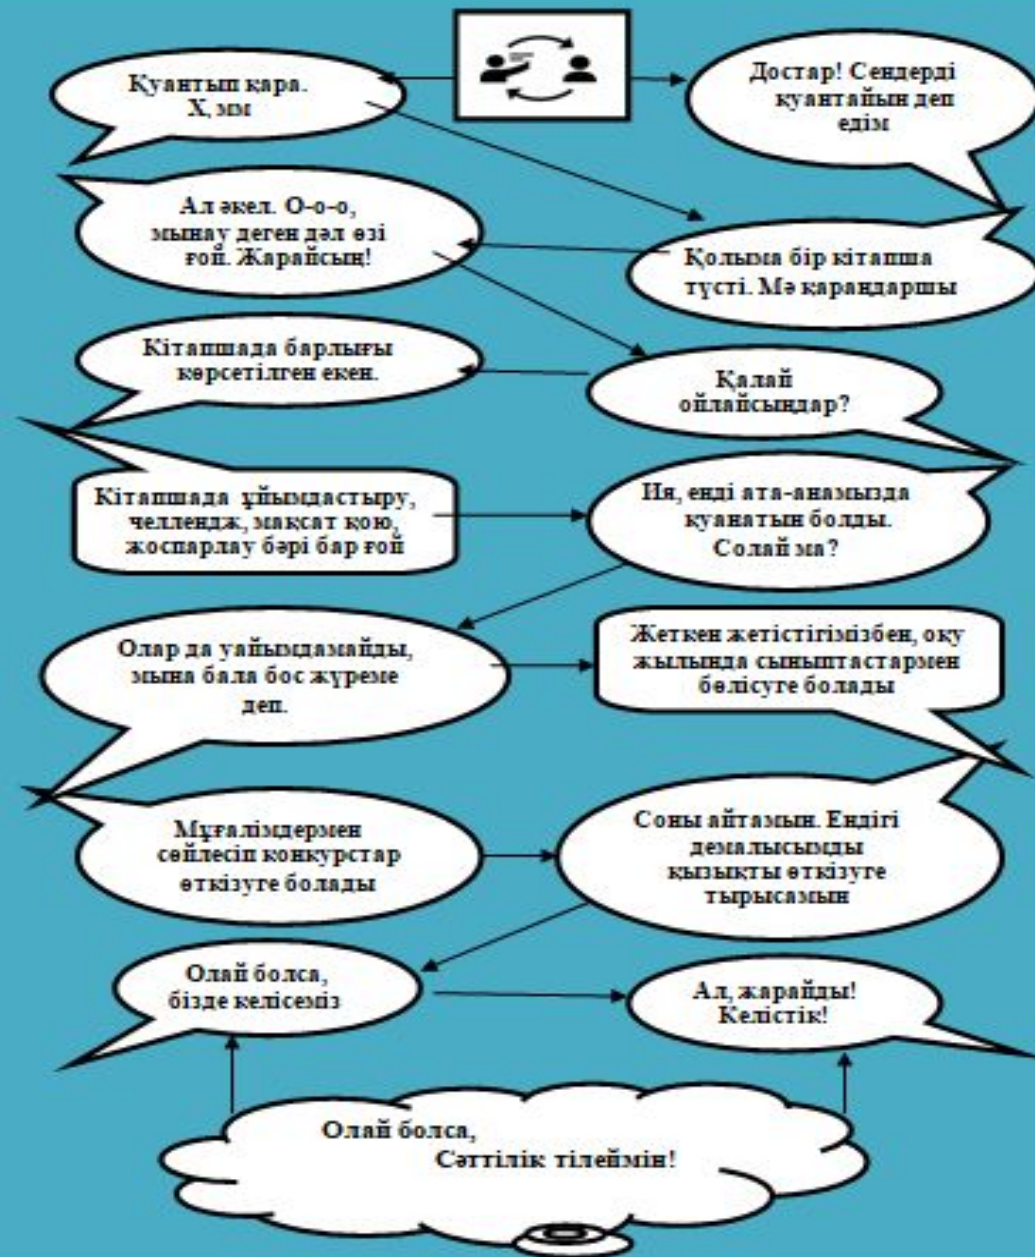 Достар! Сендерді
қуантайын деп
едім
Қуантып қара.
Х, мм
Қолыма бір кітапша
түсті. Мә қараңдаршы
Ал әкел. О-о-о,
мынау деген дәл өзі
ғой. Жарайсың!
Қалай
ойлайсыңдар?
Кітапшада барлығы
көрсетілген екен.
Кітапшада ұйымдастыру,
челлендж, мақсат қою,
жоспарлау бәрі бар ғой
Ия, енді ата-анамызда
қуанатын болды.
Солай ма?
Олар да уайымдамайды,
мына бала бос жүреме
деп.
Жеткен жетістігімізбен, оқу
жылында сыныптастармен
бөлісуге болады
Мұғалімдермен
сөйлесіп конкурстар
өткізуге болады
Соны айтамын. Ендігі
демалысымды
қызықты өткізуге
тырысамын
Олай болса,
бізде келісеміз
Ал, жарайды!
Келістік!
Олай болса,
Сәттілік тілеймін!